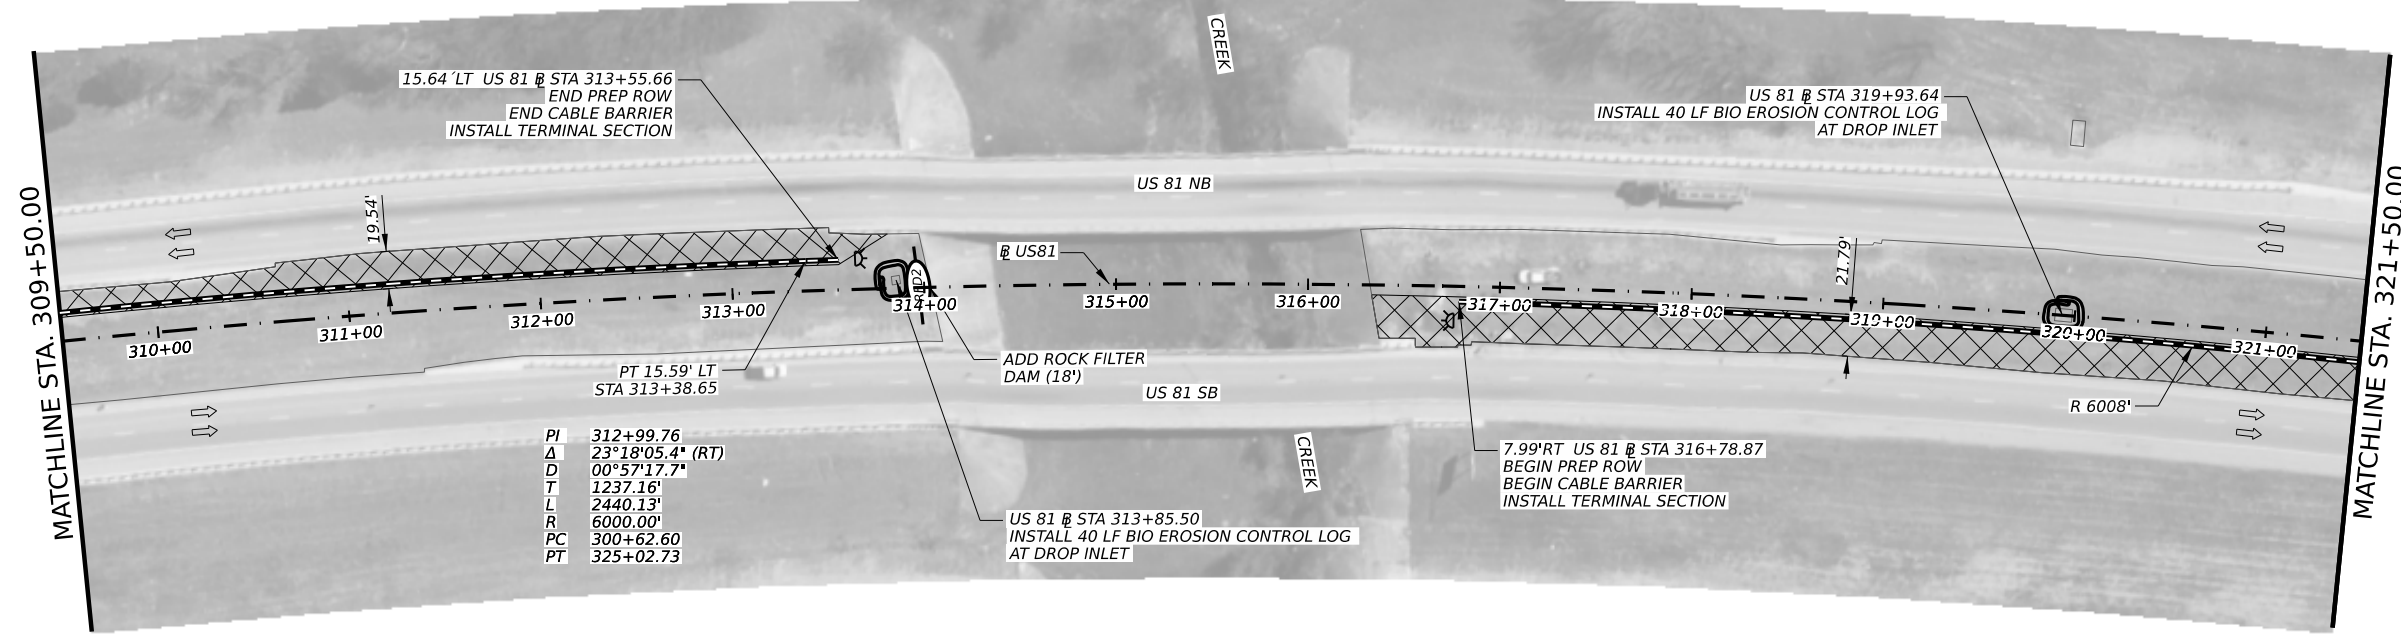 MATCHLINE STA. 309+50.00
15.64´LT US 81 ℄ STA 313+55.66
END PREP ROW
END CABLE BARRIER
INSTALL TERMINAL SECTION
CREEK
US 81 ℄ STA 319+93.64
INSTALL 40 LF BIO EROSION CONTROL LOG
AT DROP INLET
19.54'
US 81 NB
℄ US81
21.79'
310+00
311+00
312+00
313+00
314+00
315+00
316+00
317+00
318+00
319+00
320+00
321+00
PT 15.59' LT
STA 313+38.65
ADD ROCK FILTER
DAM (18')
US 81 SB
R 6008'
PI 312+99.76
Δ 23°18'05.4" (RT)
D 00°57'17.7"
T 1237.16'
L 2440.13'
R 6000.00'
PC 300+62.60
PT 325+02.73
CREEK
7.99'RT US 81 ℄ STA 316+78.87
BEGIN PREP ROW
BEGIN CABLE BARRIER
INSTALL TERMINAL SECTION
US 81 ℄ STA 313+85.50
INSTALL 40 LF BIO EROSION CONTROL LOG
AT DROP INLET
MATCHLINE STA. 321+50.00